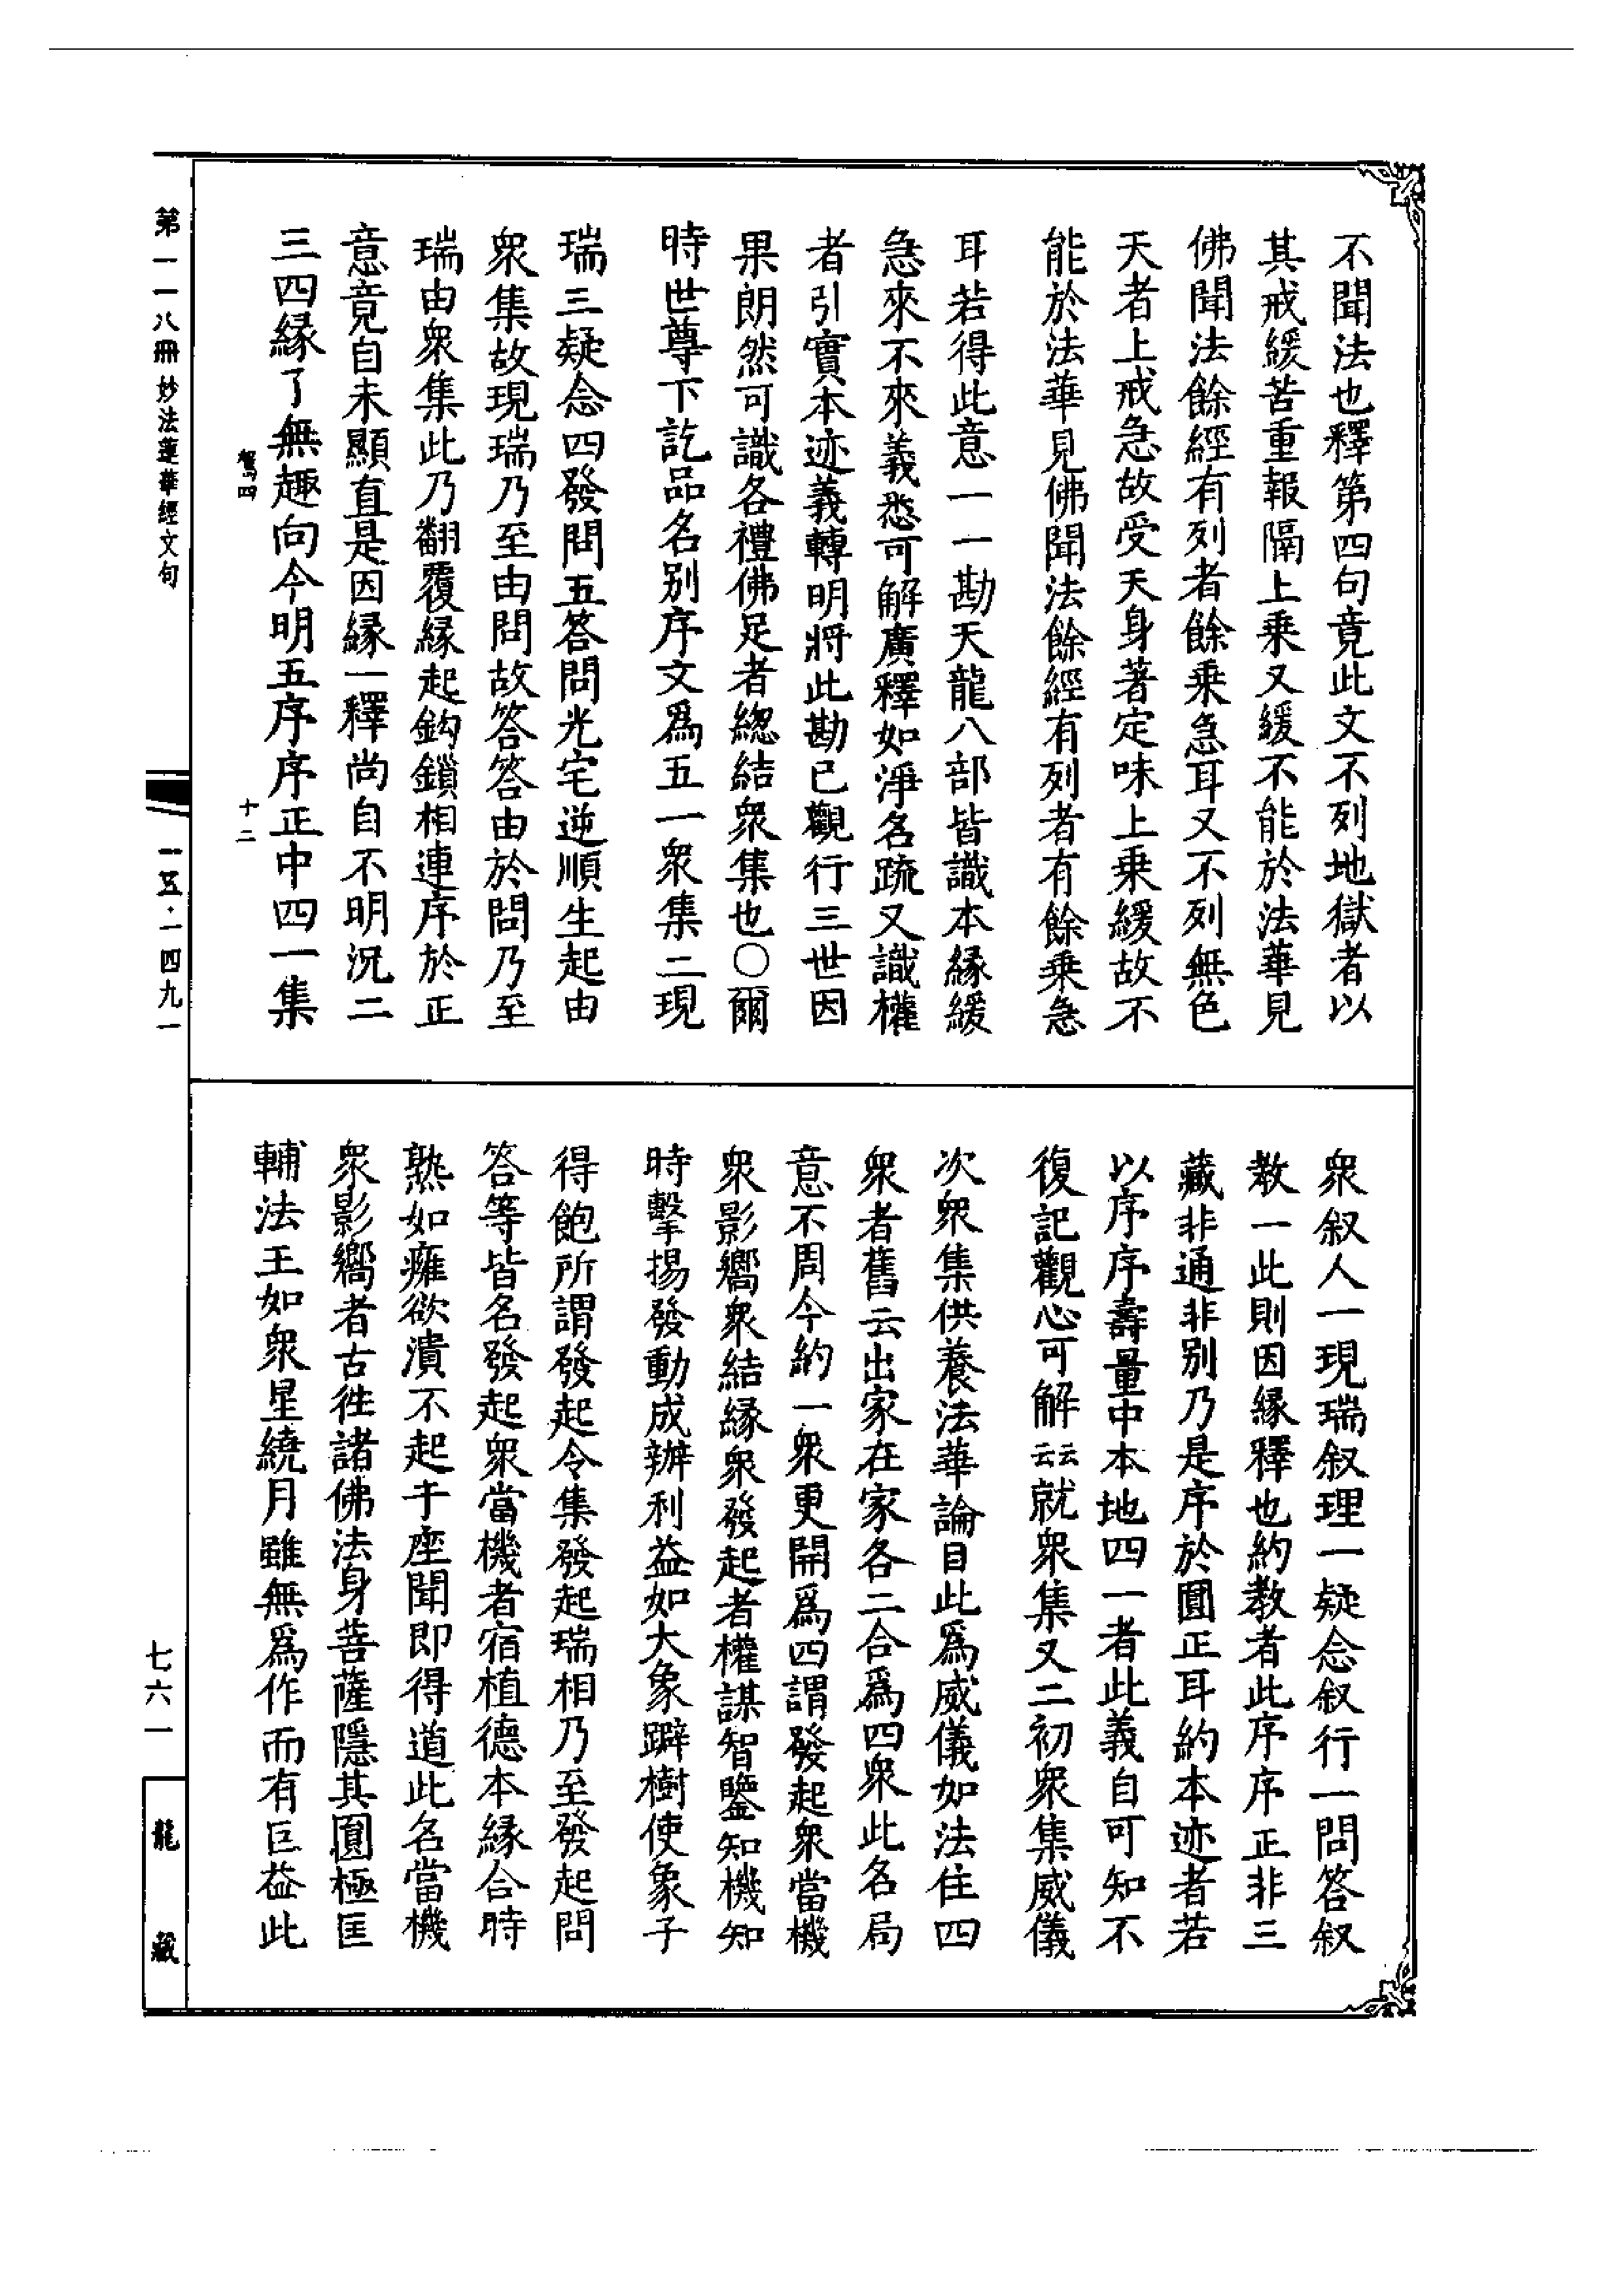 不聞法也釋第四句竟此文不列地獄者以
其戒緩苦重報隔上乘又緩不能於法華見
佛聞法餘經有列者餘乘急耳又不列無色
天者上戒急故受天身著定味上乘緩故不
能於法華見佛聞法餘經有列者有餘乘急
耳若得此意一一勘天龍八部皆識本緣緩
急來不來義悉可解廣釋如淨名疏又識權
者引實本迹義轉明將此勘已觀行三世因
果朗然可識各禮佛足者總結衆集也○爾
時世尊下訖品名別序文爲五一衆集二現
瑞三疑念四發問五答問光宅逆順生起由
衆集故現瑞乃至由問故答答由於問乃至
瑞由衆集此乃翻覆緣起鈎鎖相連序於正
意竟自未顯直是因緣一釋尚自不明況二
三四緣了無趣向今明五序序正中四一集
駕四
十二
衆叙人一現瑞叙理一疑念叙行一問答叙
教一此則因緣釋也約教者此序序正非三
藏非通非別乃是序於圓正耳約本迹者若
以序序壽量中本地四一者此義自可知不
復記觀心可解云云就衆集又二初衆集威儀
次衆集供養法華論目此爲威儀如法住四
衆者舊云出家在家各二合爲四衆此名局
意不周今約一衆更開爲四謂發起衆當機
衆影嚮衆結緣衆發起者權謀智鑒知機知
時擊揚發動成辦利益如大象躃樹使象子
得飽所謂發起令集發起瑞相乃至發起問
答等皆名發起衆當機者宿植德本緣合時
熟如癰欲潰不起于座聞即得道此名當機
衆影嚮者古徃諸佛法身菩薩隱其圓極匡
輔法王如衆星繞月雖無爲作而有巨益此
第一一八冊 妙法蓮華經文句
一五·一四九一
七六一
龍藏